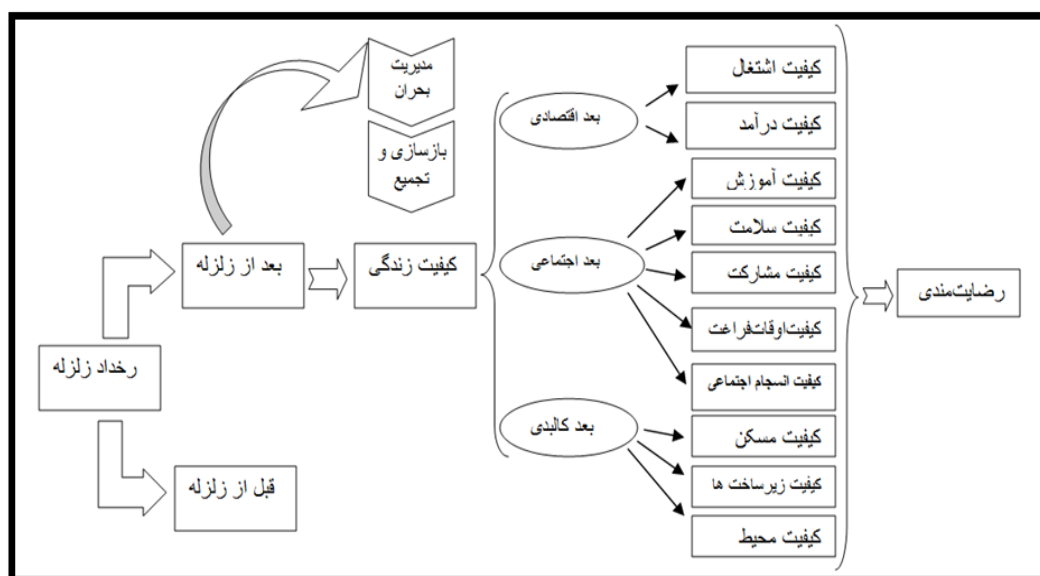 رخداد زلزله
بعد از زلزله
قبل از زلزله
مدیریت
بحران
بازسازی و
تجمیع
کیفیت زندگی
بعد اقتصادی
بعد اجتماعی
بعد کالبدی
کیفیت اشتغال
کیفیت درآمد
کیفیت آموزش
کیفیت سلامت
کیفیت مشارکت
کیفیت‌اوقات‌فراغت
کیفیت انسجام اجتماعی
کیفیت مسکن
کیفیت زیرساخت ها
کیفیت محیط
رضایت‌مندی